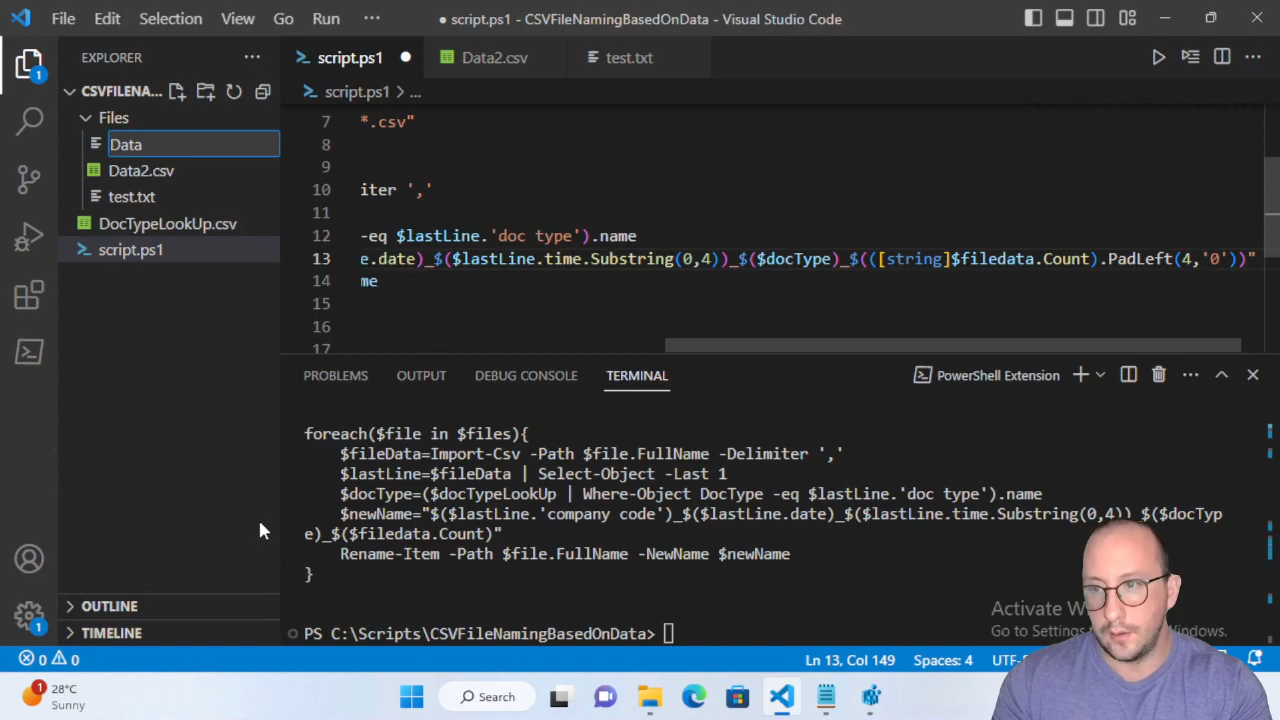 File Edit Selection View Go Run ···
● script.ps1 - CSVFileNamingBasedOnData - Visual Studio Code
EXPLORER ···
script.ps1 ●
Data2.csv
test.txt
CSVFILENA...
script.ps1 > ...
Files
Data
Data2.csv
test.txt
DocTypeLookUp.csv
script.ps1
7 *.csv"
8
9
10 iter ','
11
12 -eq $lastLine.'doc type').name
13 e.date)_$($lastLine.time.Substring(0,4))_$($docType)_$(([string]$filedata.Count).PadLeft(4,'0'))"
14 me
15
16
17
PROBLEMS OUTPUT DEBUG CONSOLE TERMINAL
PowerShell Extension
foreach($file in $files){
$fileData=Import-Csv -Path $file.FullName -Delimiter ','
$lastLine=$fileData | Select-Object -Last 1
$docType=($docTypeLookUp | Where-Object DocType -eq $lastLine.'doc type').name
$newName="$($lastLine.'company code')_$($lastLine.date)_$($lastLine.time.Substring(0,4))_$($docTyp
e)_$($filedata.Count)"
Rename-Item -Path $file.FullName -NewName $newName
}
PS C:\Scripts\CSVFileNamingBasedOnData>
OUTLINE
TIMELINE
1
1
Activate W
Go to Settings
Windows.
0 0
Ln 13, Col 149 Spaces: 4 UTF-
1
28°C
Sunny
Search